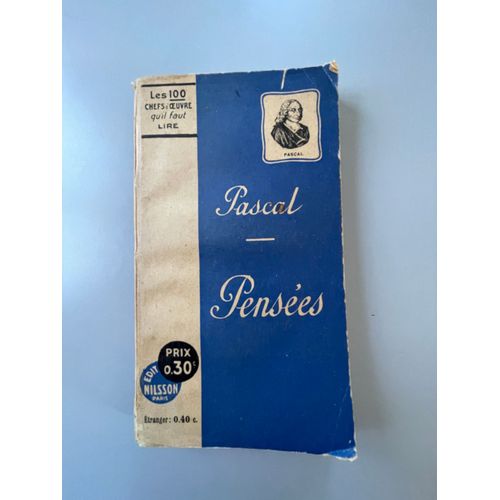 Les 100
CHEFS-D'ŒUVRE
qu'il faut
LIRE
PASCAL
Pascal
Pensées
PRIX
0.30c
EDIT
NILSSON
PARIS
Étranger: 0.40 c.